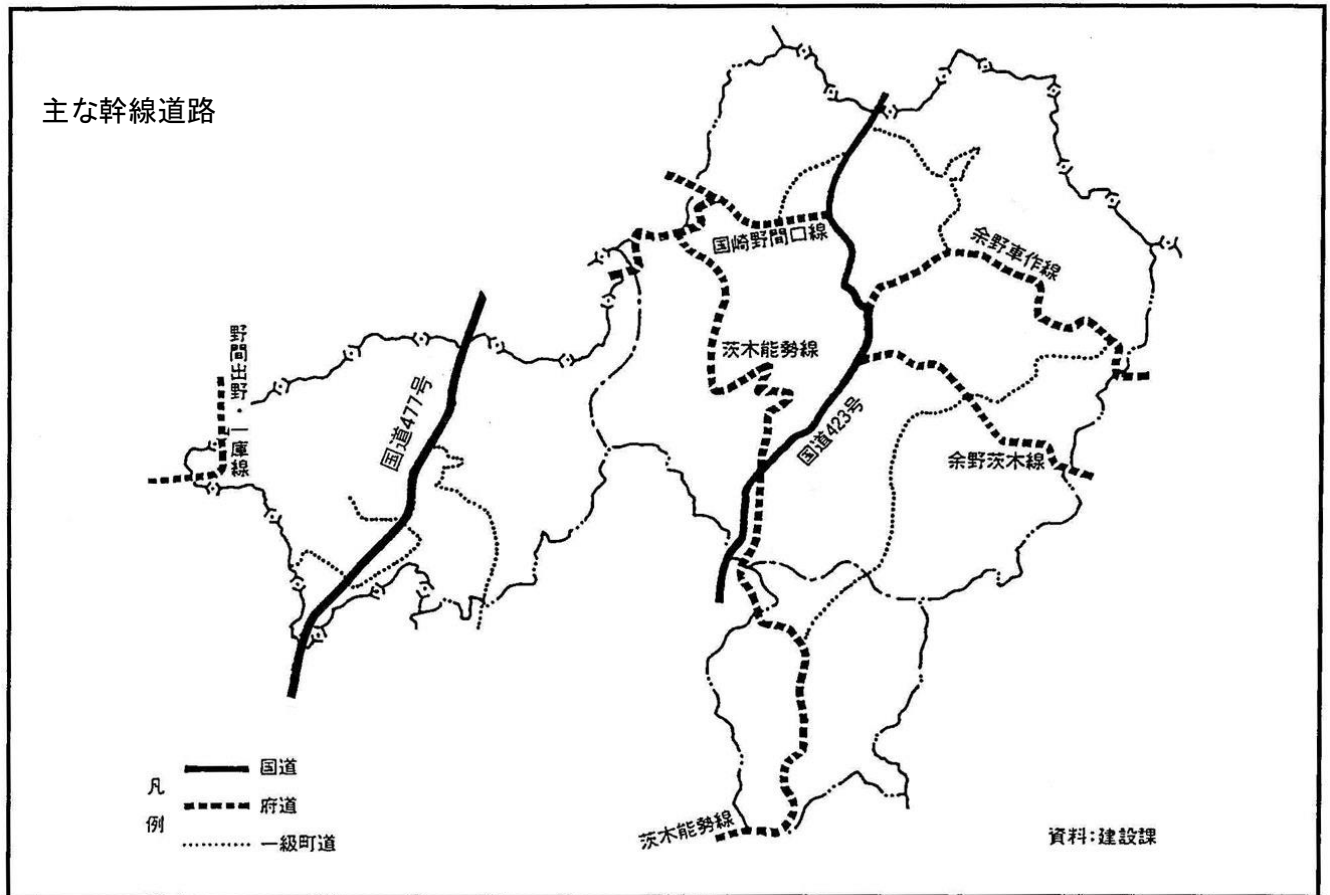 主な幹線道路
国崎野間口線
余野車作線
野間出野・一庫線
茨木能勢線
国道477号
国道423号
余野茨木線
凡例
国道
府道
一級町道
茨木能勢線
資料:建設課